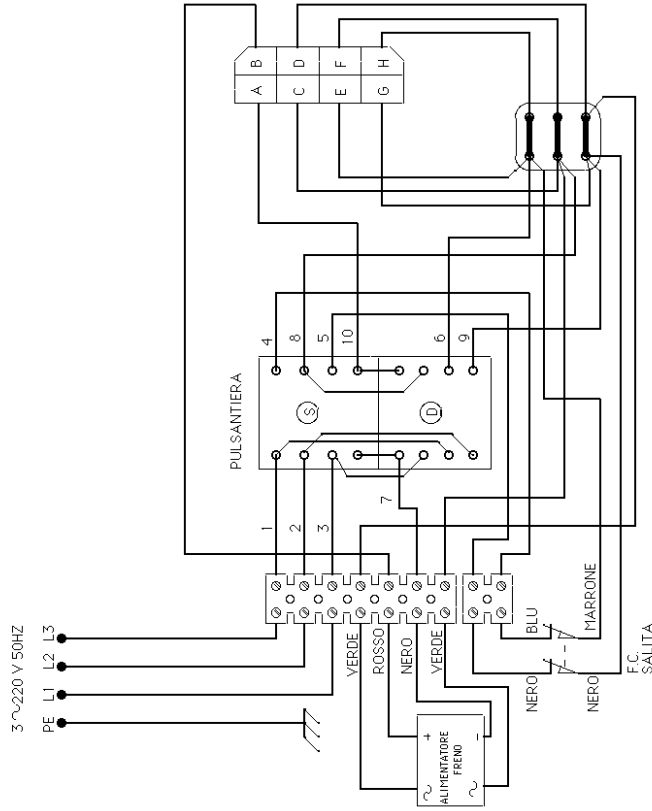 3 ~220 V 50HZ
PE
L1
L2
L3
PULSANTIERA
S
D
1
2
3
7
4
8
5
10
6
9
A
B
C
D
E
F
G
H
VERDE
ROSSO
NERO
VERDE
ALIMENTATORE
FRENO
+
-
~
~
NERO
BLU
NERO
MARRONE
F.C.
SALITA